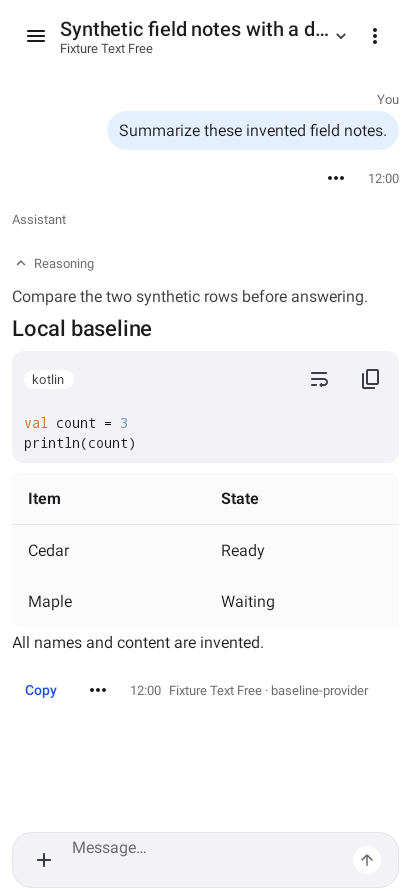 Synthetic field notes with a d...
Fixture Text Free
You
Summarize these invented field notes.
12:00
Assistant
Reasoning
Compare the two synthetic rows before answering.
Local baseline
kotlin
val count = 3
println(count)
Item State
Cedar Ready
Maple Waiting
All names and content are invented.
Copy 12:00 Fixture Text Free · baseline-provider
Message…